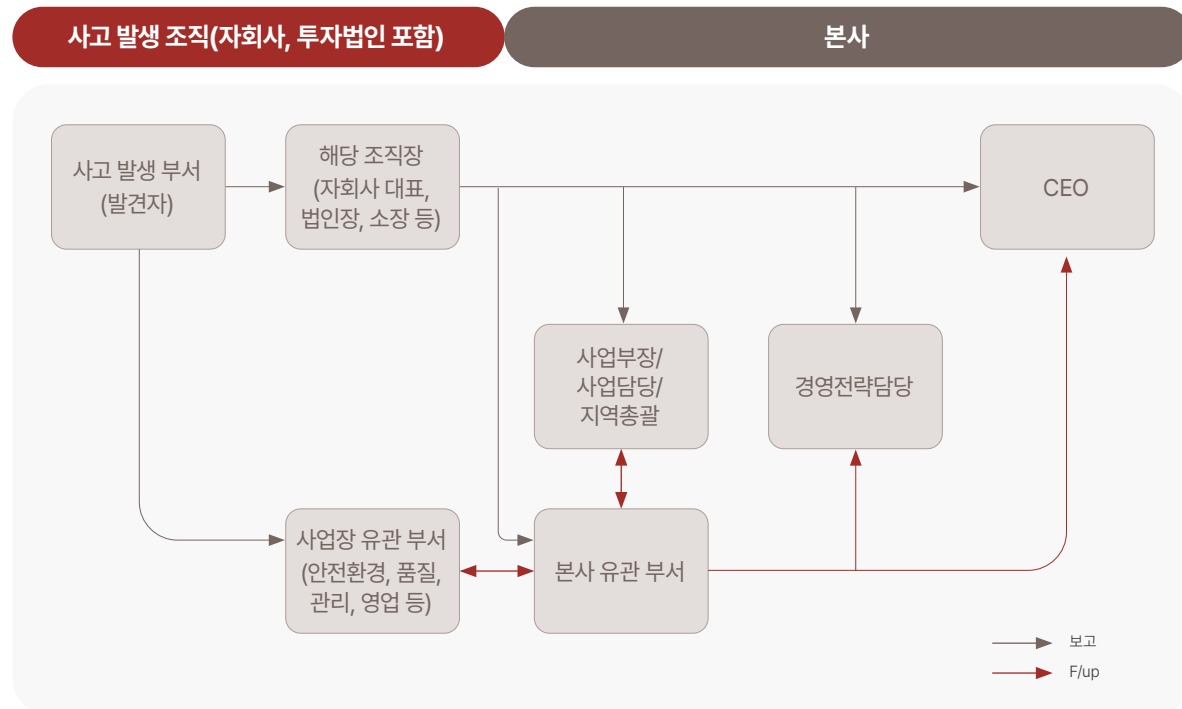 사고 발생 조직(자회사, 투자법인 포함)
본사
사고 발생 부서
(발견자)
해당 조직장
(자회사 대표,
법인장, 소장 등)
CEO
사업부장/
사업담당/
지역총괄
경영전략담당
사업장 유관 부서
(안전환경, 품질,
관리, 영업 등)
본사 유관 부서
보고
F/up